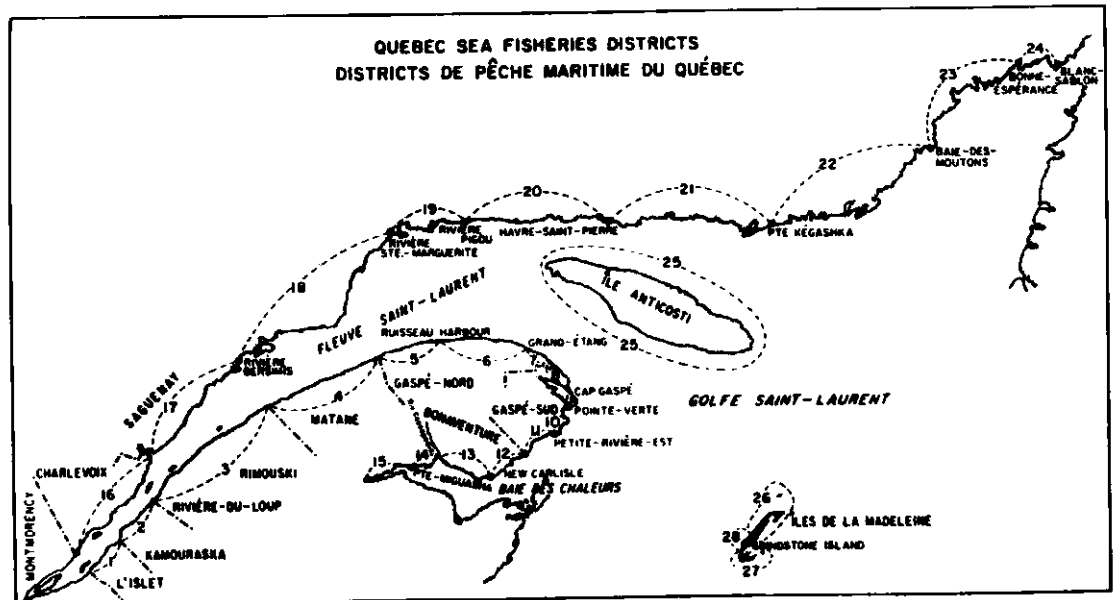 QUEBEC SEA FISHERIES DISTRICTS
DISTRICTS DE PÊCHE MARITIME DU QUÉBEC
24
23
BONNE-
ESPÉRANCE
BLANC-
SABLON
22
BAIE-DES-
MOUTONS
21
20
19
RIVIÈRE
PIGOU
HAVRE-SAINT-PIERRE
PTE KÉGASHKA
RIVIÈRE
STE.-MARGUERITE
18
25
ÎLE ANTICOSTI
25
FLEUVE SAINT-LAURENT
RUISSEAU HARBOUR
GRAND-ÉTANG
5
6
7
RIVIÈRE
BERSIMIS
SAGUENAY
17
GASPÉ-NORD
CAP GASPÉ
GASPÉ-SUD
POINTE-VERTE
GOLFE SAINT-LAURENT
4
MATANE
BONAVENTURE
10
11
PETITE-RIVIÈRE-EST
CHARLEVOIX
3
RIMOUSKI
15
14
13
12
PTE-MIGUASHA
NEW CARLISLE
BAIE DES CHALEURS
16
RIVIÈRE-DU-LOUP
2
26
ÎLES DE LA MADELEINE
28
GRINDSTONE ISLAND
27
MONTMORENCY
KAMOURASKA
1
L'ISLET